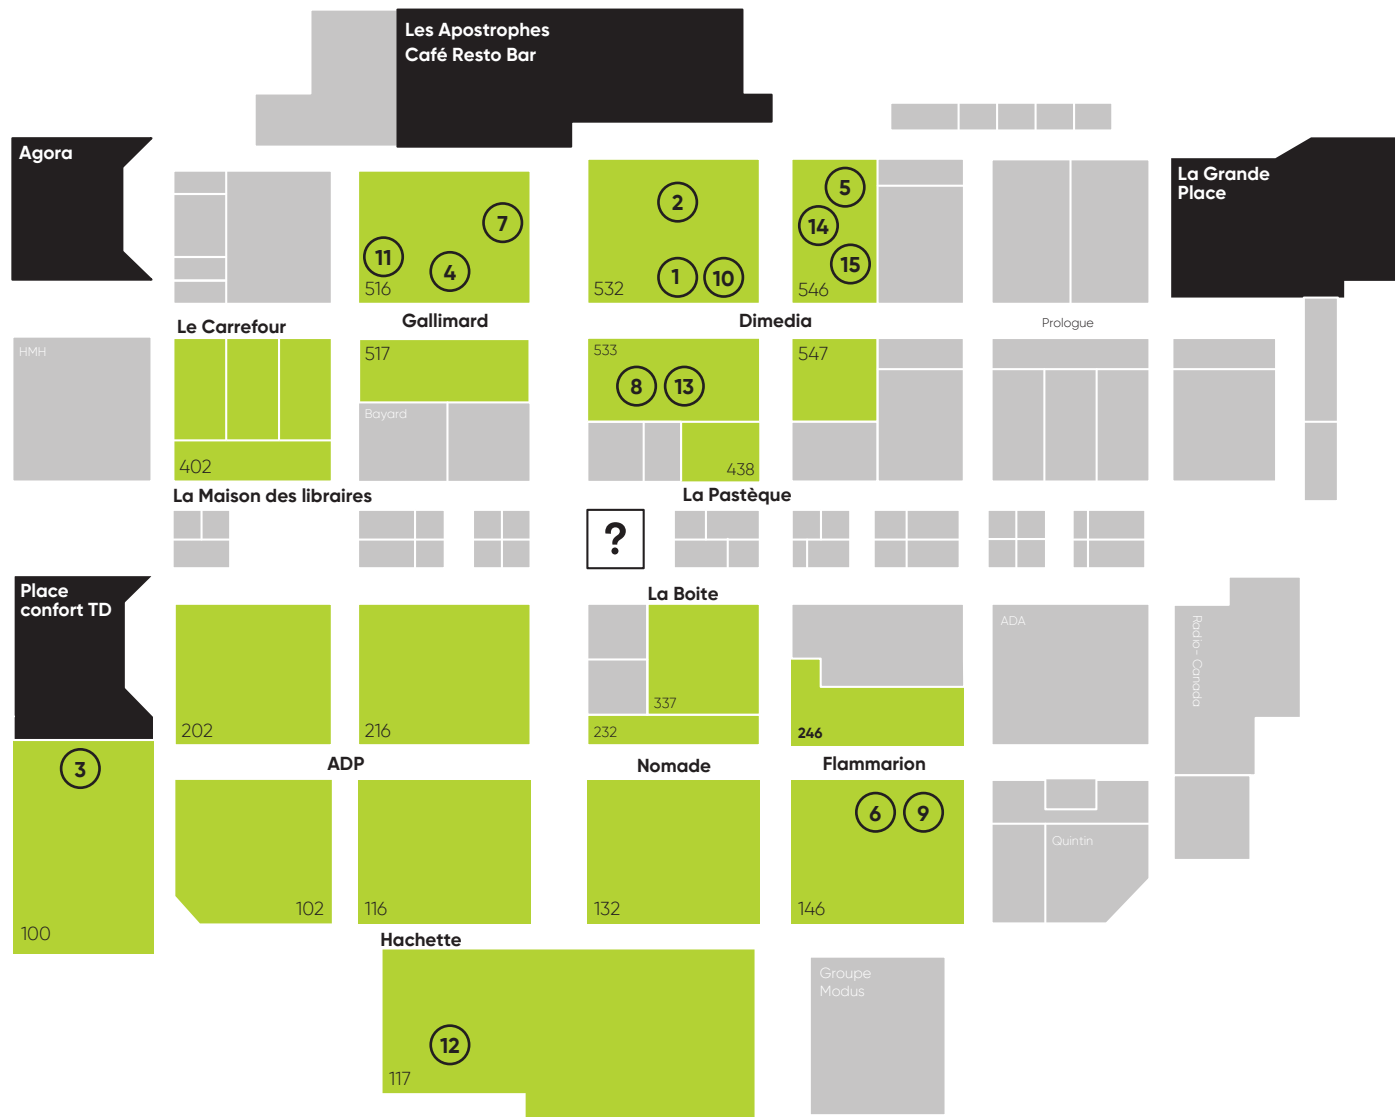 Les Apostrophes
Café Resto Bar
Agora
La Grande
Place
5
2
7
14
11
4
1
10
15
516
532
546
Le Carrefour
Gallimard
Dimedia
Prologue
HMH
517
533
547
8
13
Bayard
402
438
La Maison des libraires
La Pastèque
?
Place
confort TD
La Boite
ADA
Radio-Canada
337
202
216
232
246
ADP
Nomade
Flammarion
3
6
9
Quintin
100
102
116
132
146
Hachette
Groupe
Modus
12
117